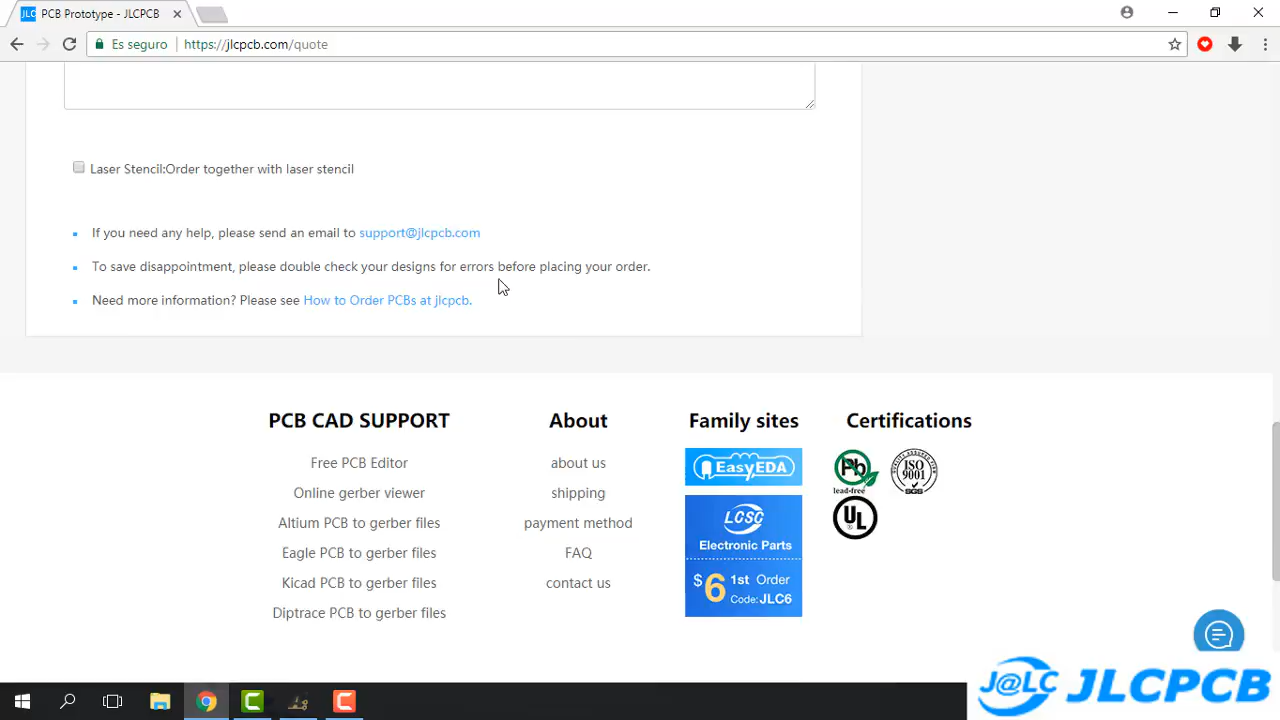 PCB Prototype - JLCPCB
Es seguro
https://jlcpcb.com/quote
Laser Stencil:Order together with laser stencil
If you need any help, please send an email to support@jlcpcb.com
To save disappointment, please double check your designs for errors before placing your order.
Need more information? Please see How to Order PCBs at jlcpcb.
PCB CAD SUPPORT
Free PCB Editor
Online gerber viewer
Altium PCB to gerber files
Eagle PCB to gerber files
Kicad PCB to gerber files
Diptrace PCB to gerber files
About
about us
shipping
payment method
FAQ
contact us
Family sites
EasyEDA
LCSC
Electronic Parts
$6 1st Order
Code:JLC6
Certifications
Pb
lead-free
ISO
9001
SGS
UL
J@LC JLCPCB